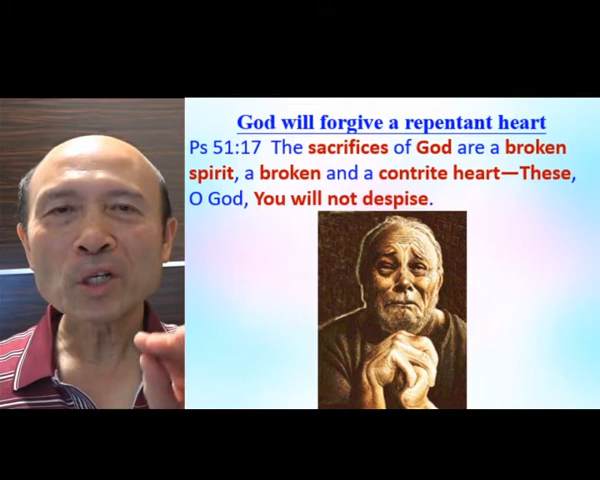 God will forgive a repentant heart
Ps 51:17 The sacrifices of God are a broken
spirit, a broken and a contrite heart—These,
O God, You will not despise.